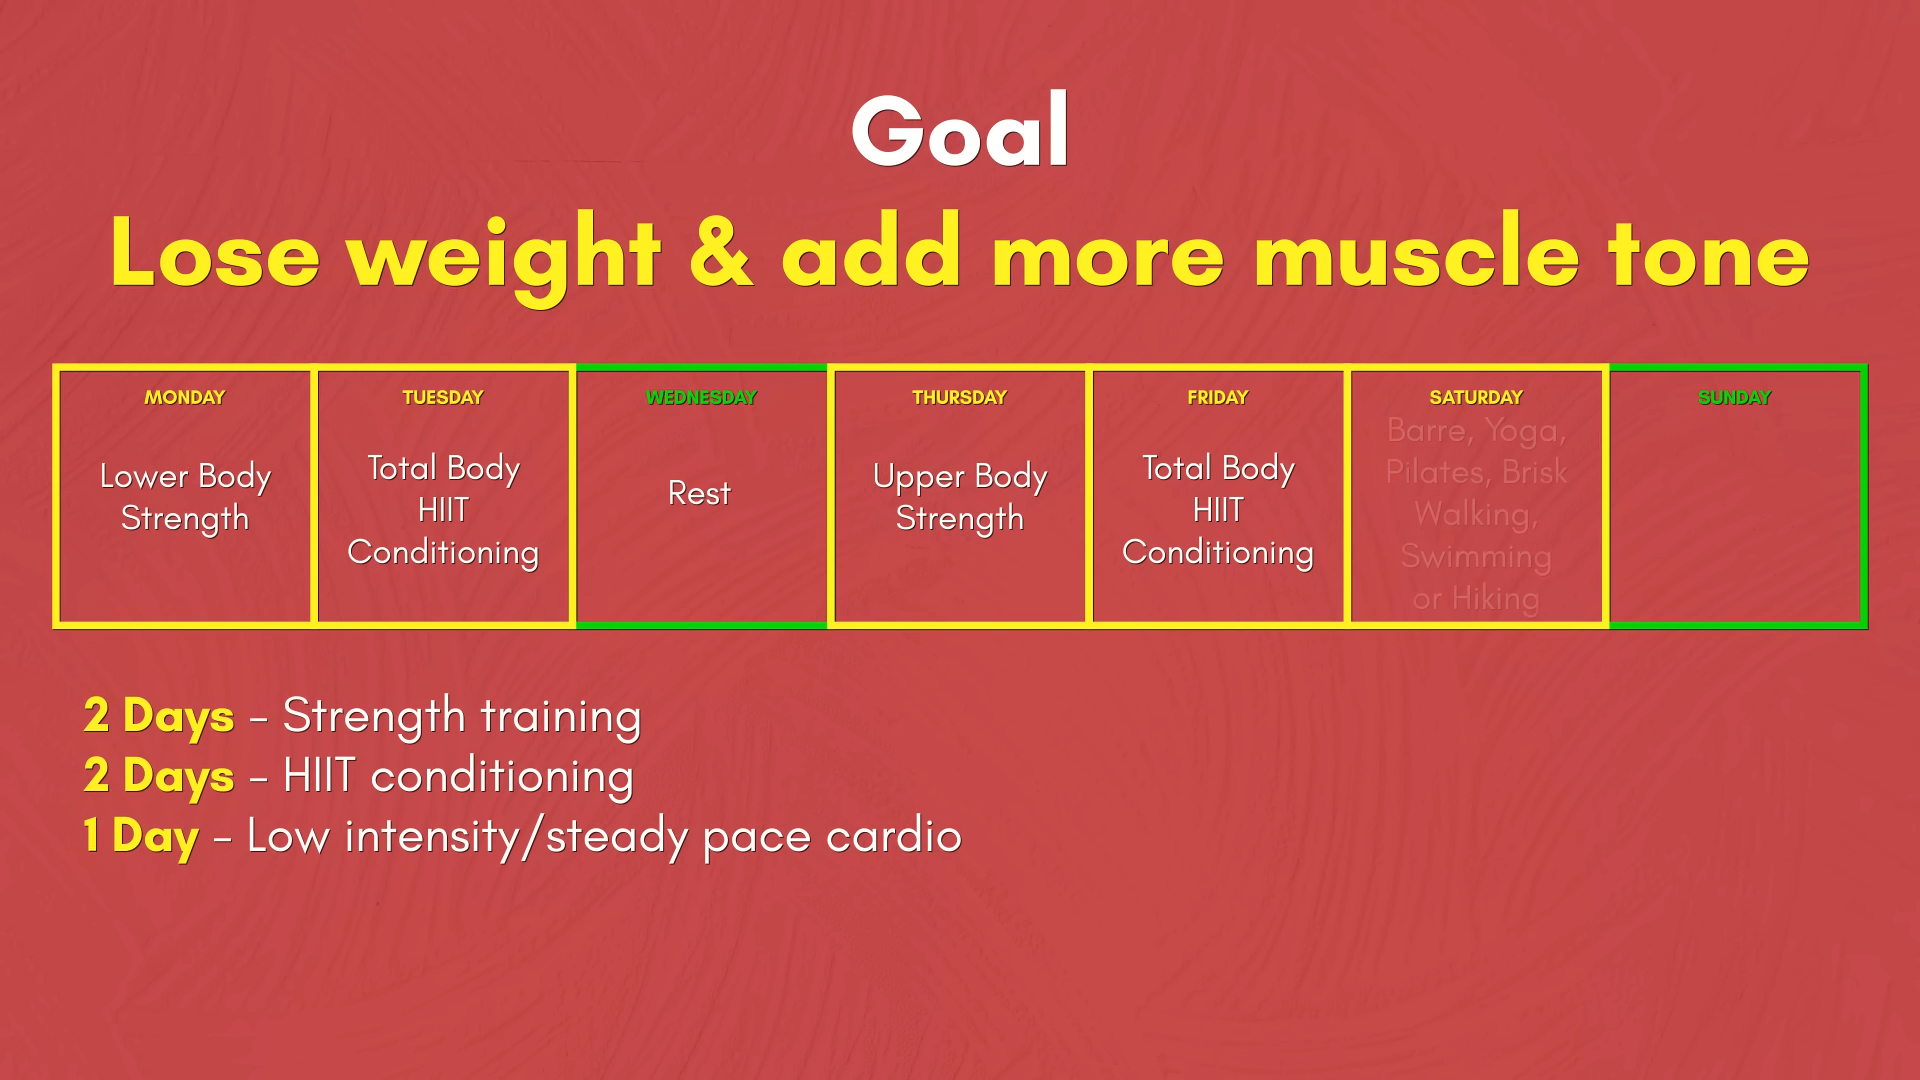 Goal
Lose weight & add more muscle tone
MONDAY
Lower Body
Strength
TUESDAY
Total Body
HIIT
Conditioning
WEDNESDAY
Rest
THURSDAY
Upper Body
Strength
FRIDAY
Total Body
HIIT
Conditioning
SATURDAY
Barre, Yoga,
Pilates, Brisk
Walking,
Swimming
or Hiking
SUNDAY
2 Days – Strength training
2 Days – HIIT conditioning
1 Day – Low intensity/steady pace cardio